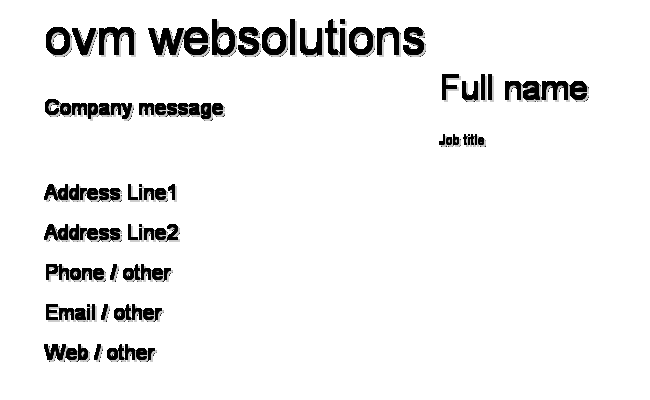 ovm websolutions
Full name
Company message
Job title
Address Line1
Address Line2
Phone / other
Email / other
Web / other